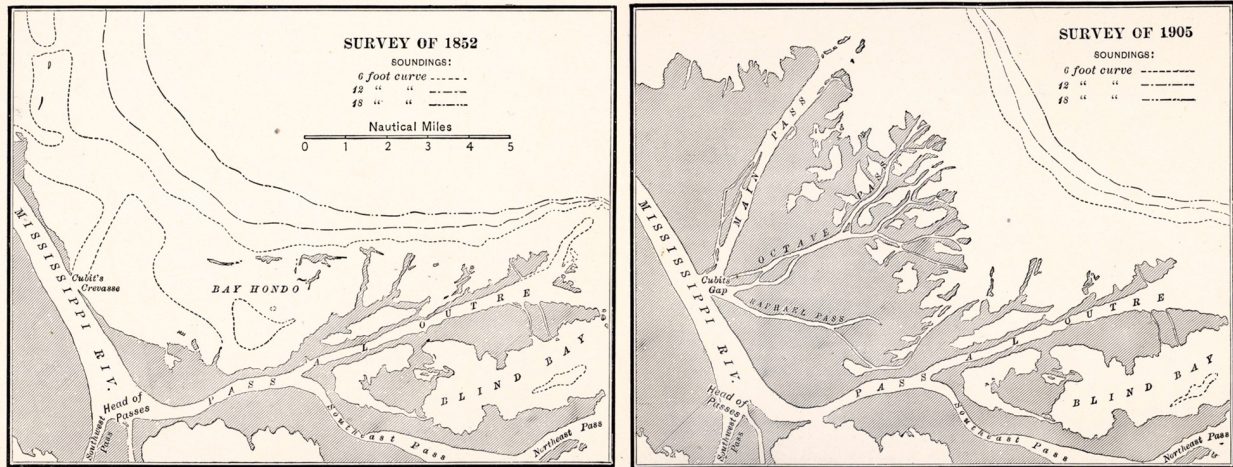 SURVEY OF 1852
SOUNDINGS:
6 foot curve
12 “ “
18 “ “
Nautical Miles
0 1 2 3 4 5
MISSISSIPPI RIV.
Cubit's
Crevasse
BAY HONDO
PASS A L OUTRE
BLIND BAY
Head of
Passes
Southwest
Pass
Southeast Pass
Northeast Pass
SURVEY OF 1905
SOUNDINGS:
6 foot curve
12 “ “
18 “ “
MISSISSIPPI RIV.
MAIN PASS
OCTAVE PASS
Cubits
Gap
RAPHAEL PASS
PASS A L OUTRE
BLIND BAY
Head of
Passes
Southwest
Pass
Southeast Pass
Northeast Pass